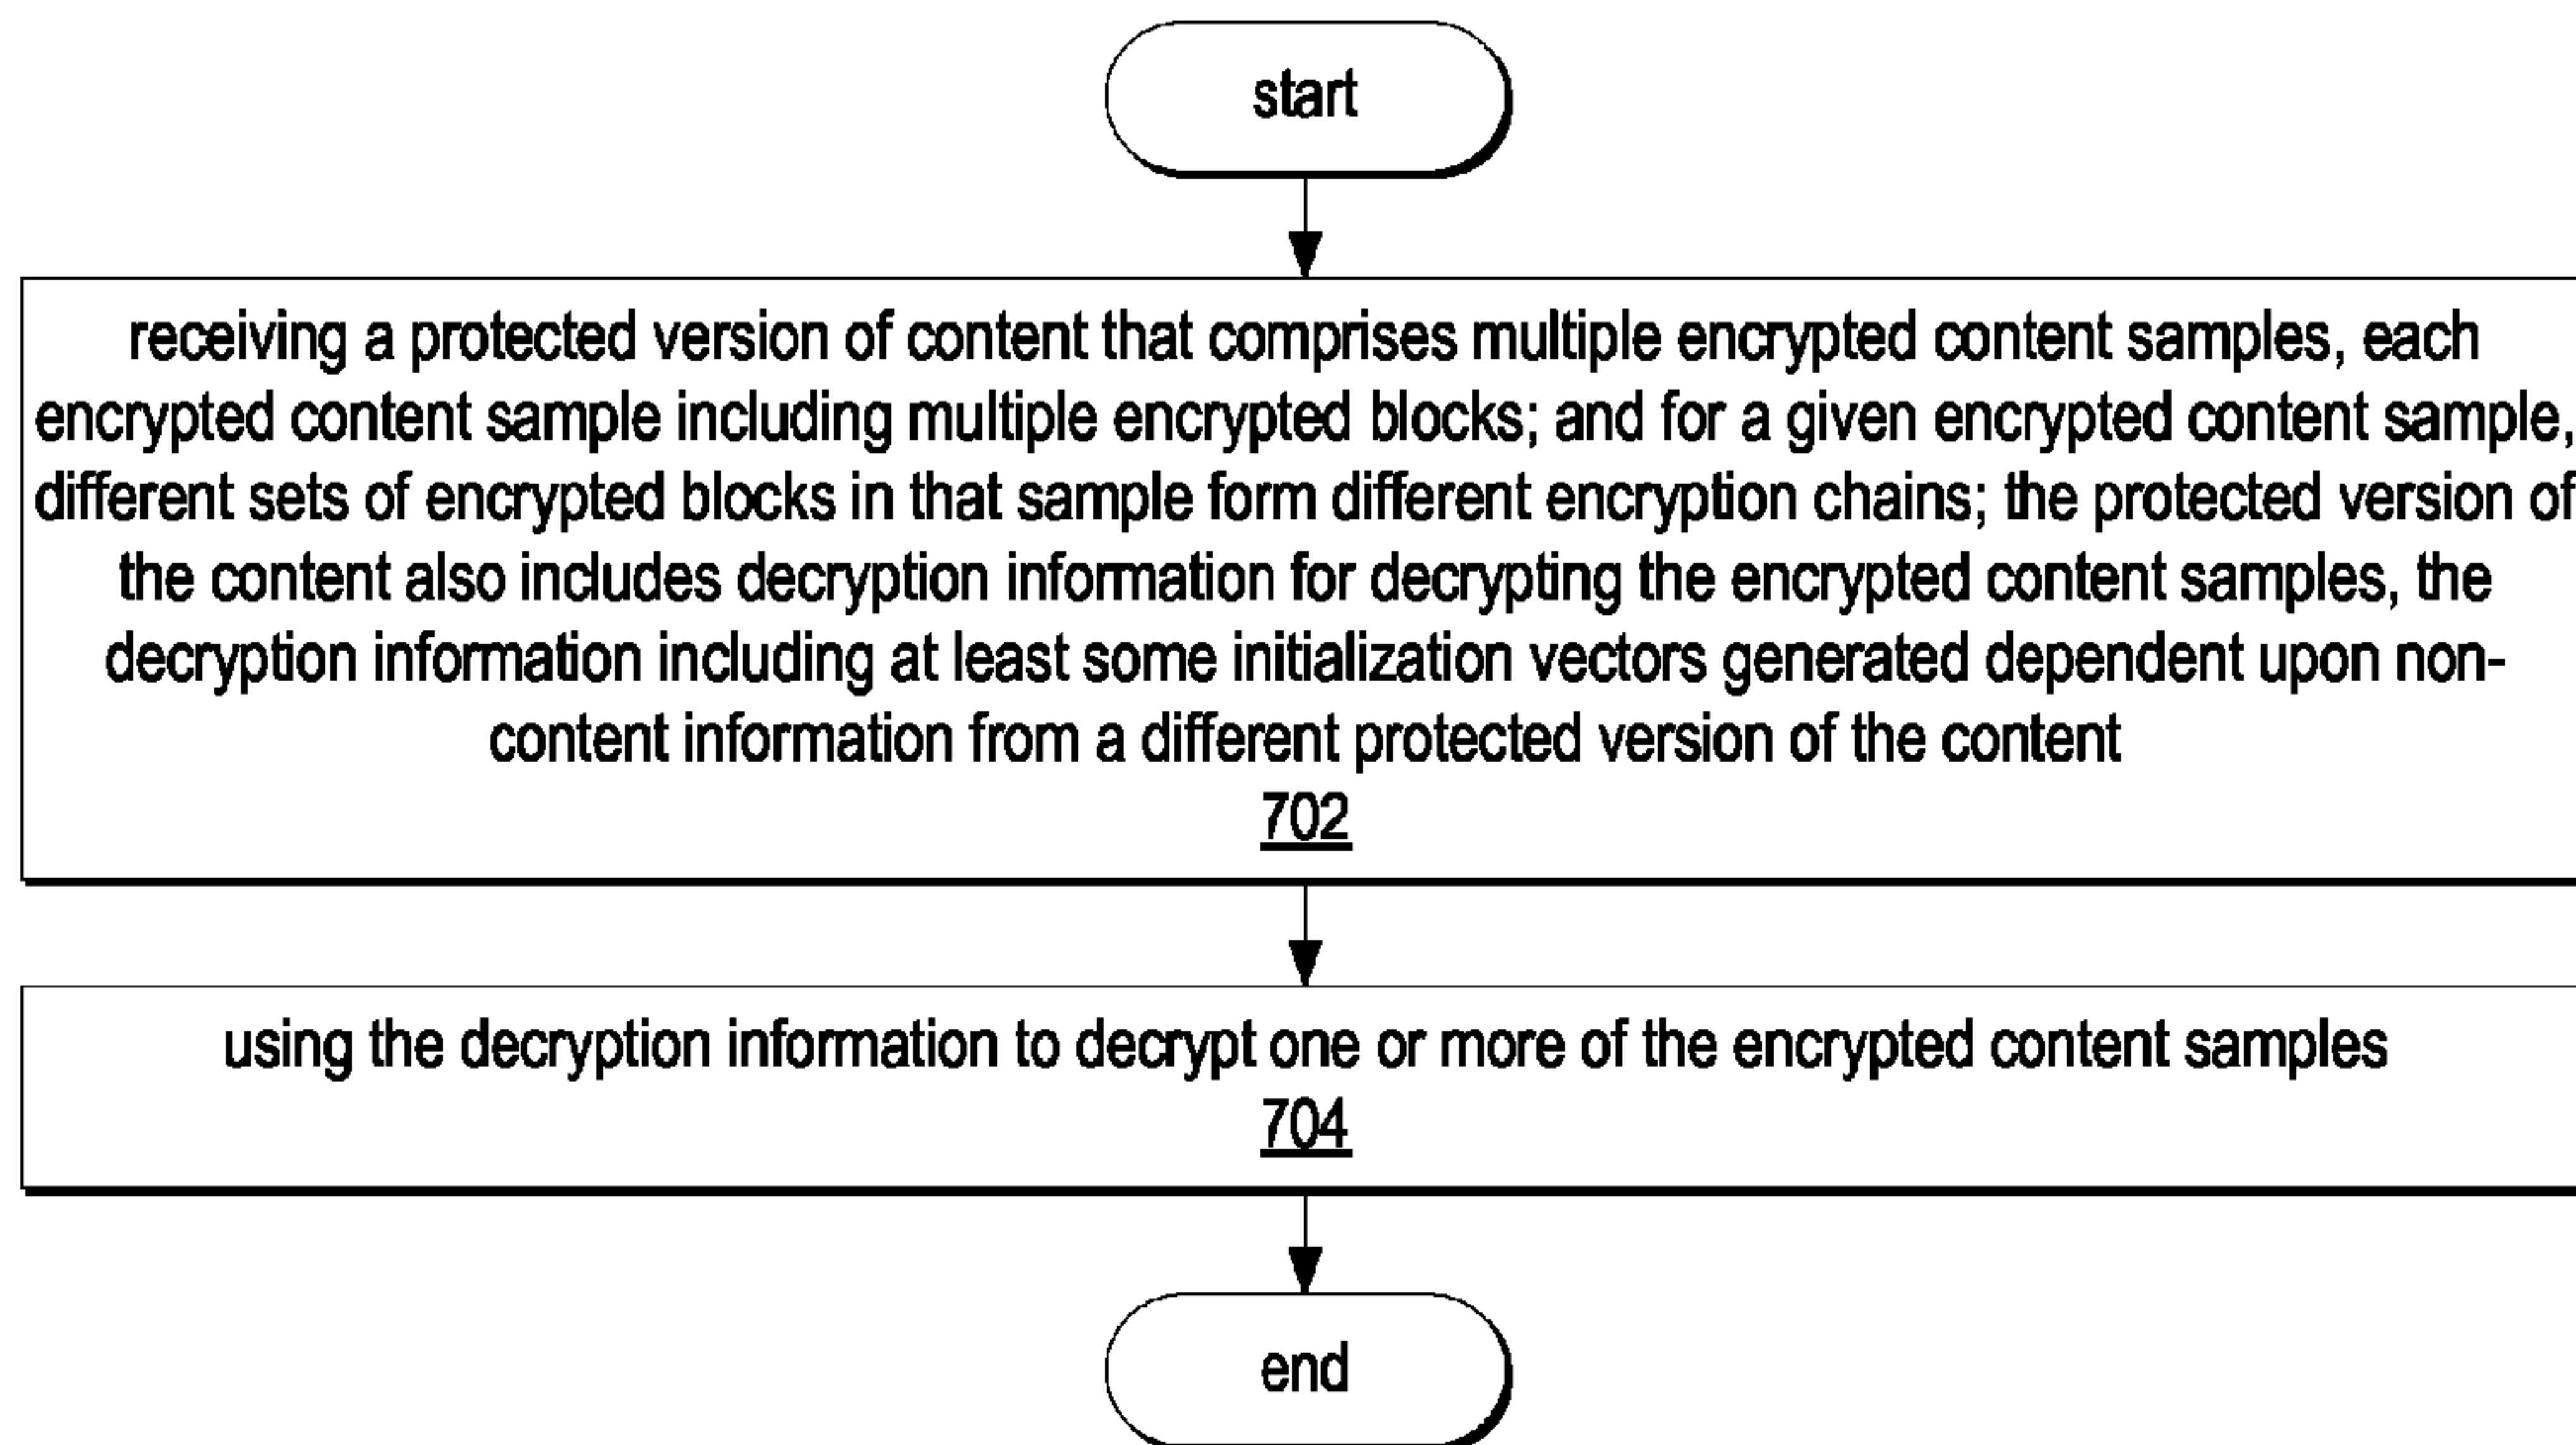 start
receiving a protected version of content that comprises multiple encrypted content samples, each
encrypted content sample including multiple encrypted blocks; and for a given encrypted content sample,
different sets of encrypted blocks in that sample form different encryption chains; the protected version of
the content also includes decryption information for decrypting the encrypted content samples, the
decryption information including at least some initialization vectors generated dependent upon non-
content information from a different protected version of the content
702
using the decryption information to decrypt one or more of the encrypted content samples
704
end